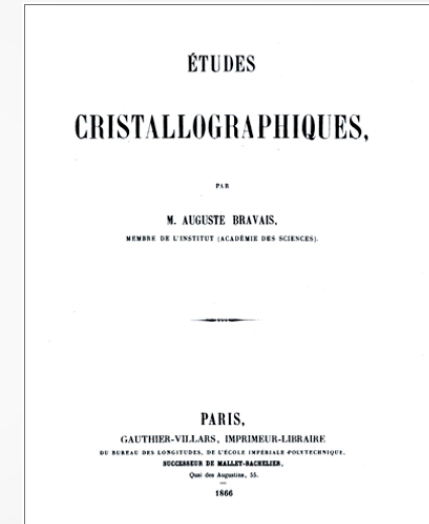 ÉTUDES
CRISTALLOGRAPHIQUES,
PAR
M. AUGUSTE BRAVAIS,
MEMBRE DE L'INSTITUT (ACADÉMIE DES SCIENCES).
PARIS,
GAUTHIER-VILLARS, IMPRIMEUR-LIBRAIRE
DU BUREAU DES LONGITUDES, DE L'ÉCOLE IMPÉRIALE POLYTECHNIQUE,
SUCCESSEUR DE MALLET-BACHELIER,
Quai des Augustins, 55.
1866